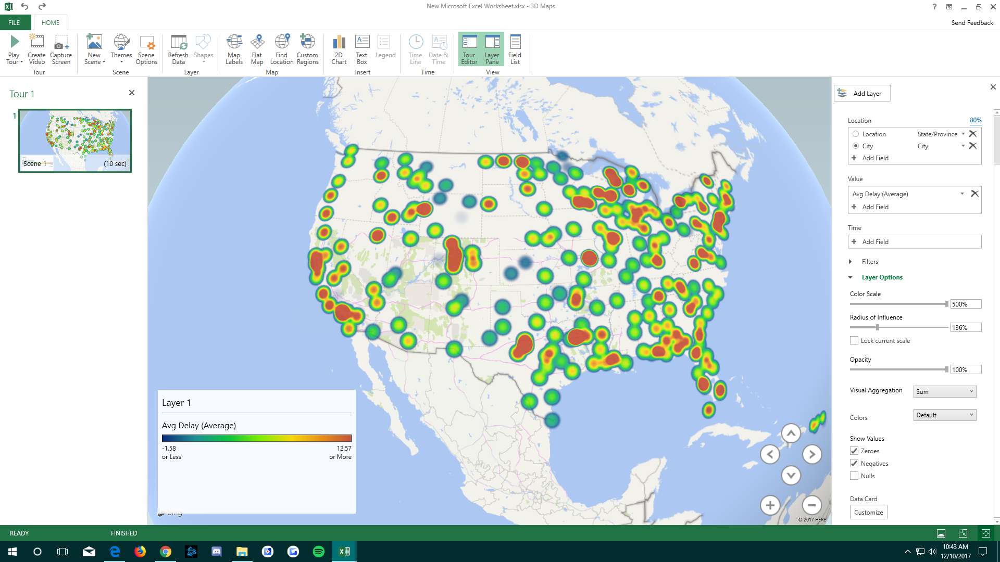 New Microsoft Excel Worksheet.xlsx - 3D Maps
?
FILE
HOME
Send Feedback
Play Tour
Create Video
Capture Screen
New Scene
Themes
Scene Options
Refresh Data
Shapes
Map Labels
Flat Map
Find Location
Custom Regions
2D Chart
Text Box
Legend
Time Line
Date & Time
Tour Editor
Layer Pane
Field List
Tour
Scene
Layer
Map
Insert
Time
View
Tour 1
1
Scene 1
(10 sec)
Layer 1
Avg Delay (Average)
-1.58
12.57
or Less
or More
bing
© 2017 HERE
Add Layer
Location
80%
Location
State/Province
City
City
Add Field
Value
Avg Delay (Average)
Add Field
Time
Add Field
Filters
Layer Options
Color Scale
500%
Radius of Influence
136%
Lock current scale
Opacity
100%
Visual Aggregation
Sum
Colors
Default
Show Values
Zeroes
Negatives
Nulls
Data Card
Customize
READY
FINISHED
10:43 AM
12/10/2017